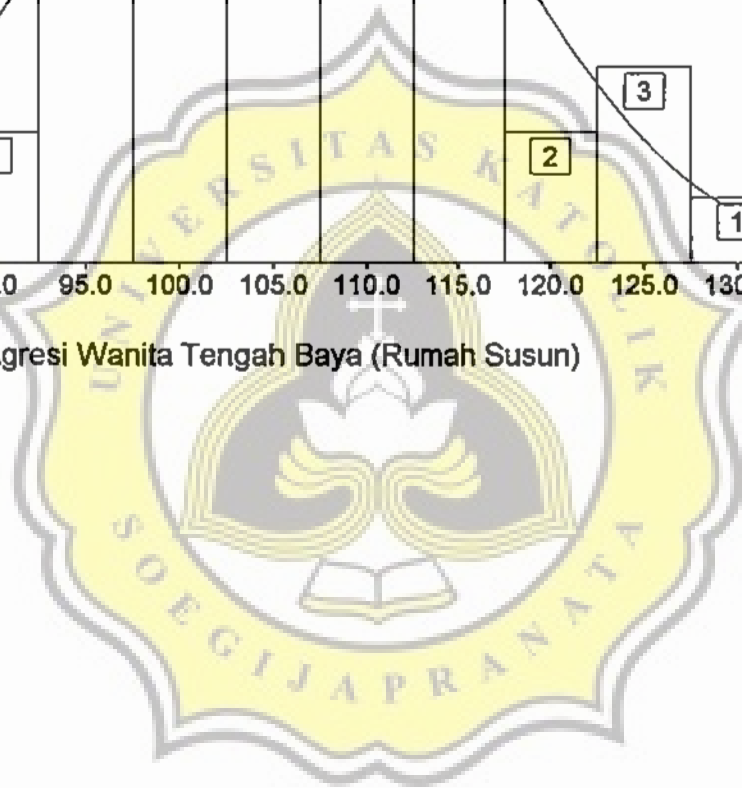 3
2
1
95.0 100.0 105.0 110.0 115.0 120.0 125.0
Wanita Tengah Baya (Rumah Susun)
UNIVERSITAS KATOLIK
SOEGIJAPRANATA